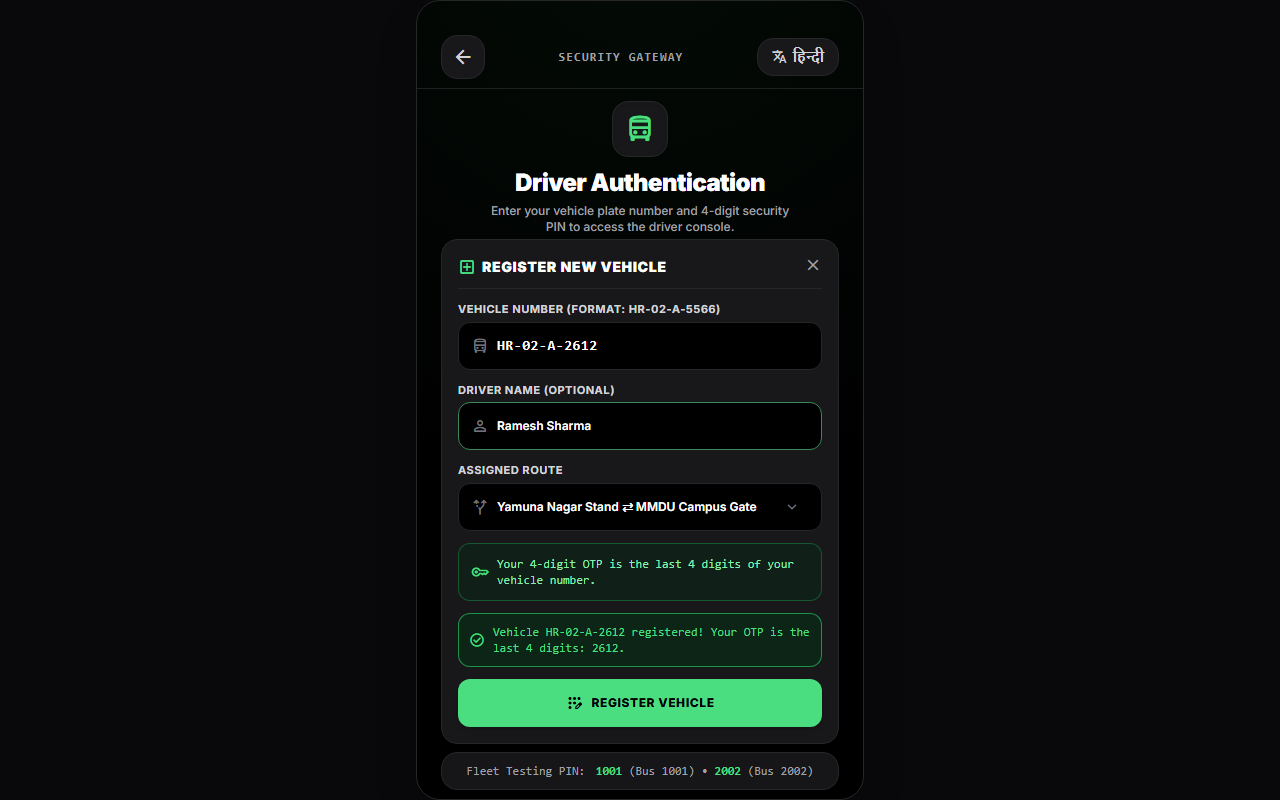 SECURITY GATEWAY
हिन्दी
Driver Authentication
Enter your vehicle plate number and 4-digit security
PIN to access the driver console.
REGISTER NEW VEHICLE
VEHICLE NUMBER (FORMAT: HR-02-A-5566)
HR-02-A-2612
DRIVER NAME (OPTIONAL)
Ramesh Sharma
ASSIGNED ROUTE
Yamuna Nagar Stand ⇄ MMDU Campus Gate
Your 4-digit OTP is the last 4 digits of your
vehicle number.
Vehicle HR-02-A-2612 registered! Your OTP is the
last 4 digits: 2612.
REGISTER VEHICLE
Fleet Testing PIN: 1001 (Bus 1001) • 2002 (Bus 2002)